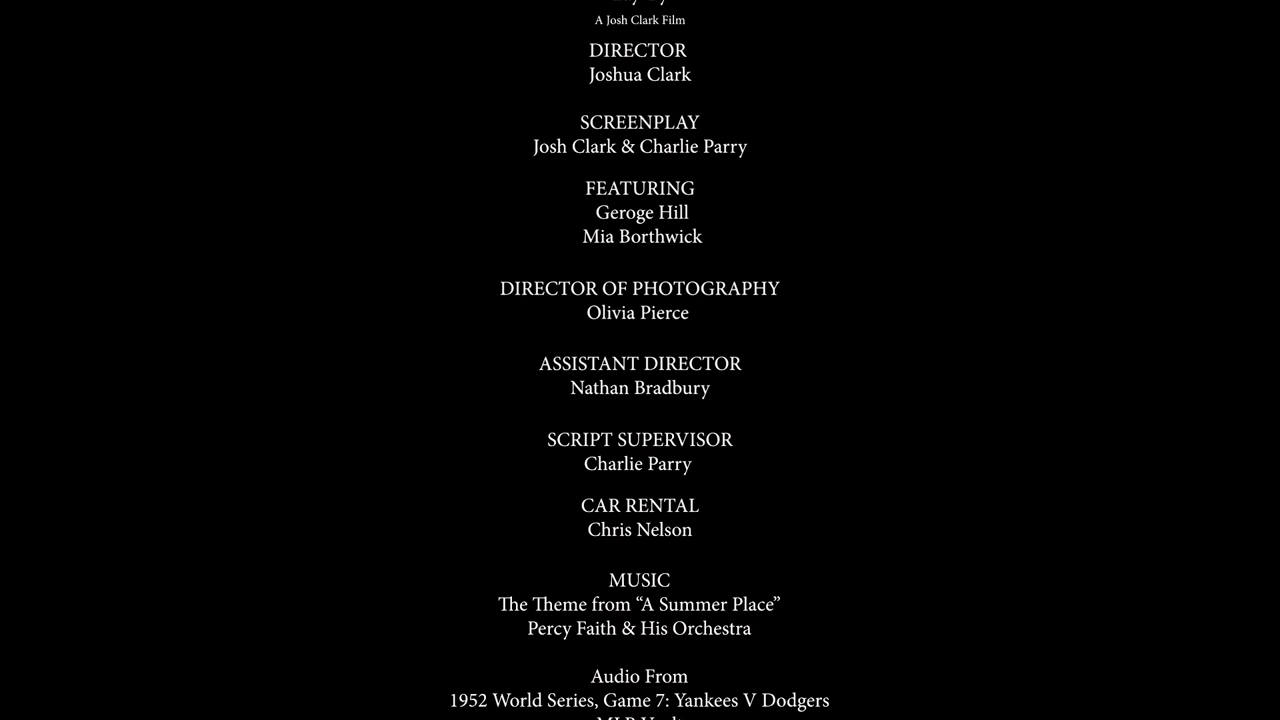 A Josh Clark Film
DIRECTOR
Joshua Clark
SCREENPLAY
Josh Clark & Charlie Parry
FEATURING
Geroge Hill
Mia Borthwick
DIRECTOR OF PHOTOGRAPHY
Olivia Pierce
ASSISTANT DIRECTOR
Nathan Bradbury
SCRIPT SUPERVISOR
Charlie Parry
CAR RENTAL
Chris Nelson
MUSIC
The Theme from “A Summer Place”
Percy Faith & His Orchestra
Audio From
1952 World Series, Game 7: Yankees V Dodgers